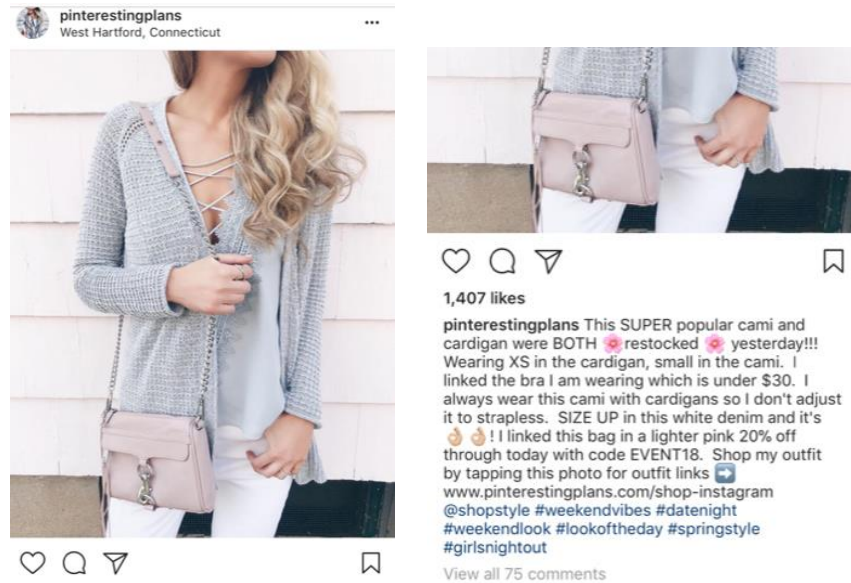 pinterestingplans
West Hartford, Connecticut
1,407 likes
pinterestingplans This SUPER popular cami and
cardigan were BOTH 🌸restocked 🌸 yesterday!!!
Wearing XS in the cardigan, small in the cami.  I
linked the bra I am wearing which is under $30.  I
always wear this cami with cardigans so I don't adjust
it to strapless.  SIZE UP in this white denim and it's
👌🏼 👌🏼! I linked this bag in a lighter pink 20% off
through today with code EVENT18.  Shop my outfit
by tapping this photo for outfit links ➡️
www.pinterestingplans.com/shop-instagram
@shopstyle #weekendvibes #datenight
#weekendlook #lookoftheday #springstyle
#girlsnightout
View all 75 comments